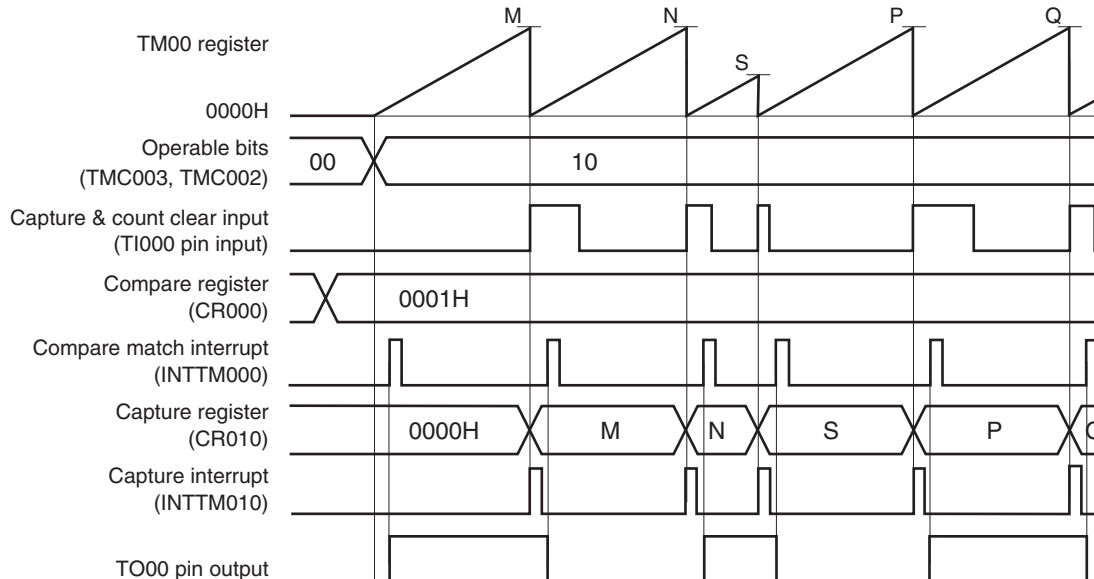 M N P Q
S
TM00 register
0000H
Operable bits
(TMC003, TMC002)
00 10
Capture & count clear input
(TI000 pin input)
Compare register
(CR000)
0001H
Compare match interrupt
(INTTM000)
Capture register
(CR010)
0000H M N S P
Capture interrupt
(INTTM010)
TO00 pin output